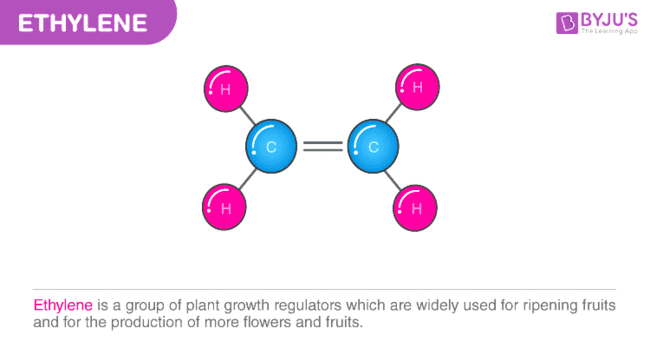 ETHYLENE
BYJU'S
The Learning App
H
H
C
C
H
H
Ethylene is a group of plant growth regulators which are widely used for ripening fruits
and for the production of more flowers and fruits.